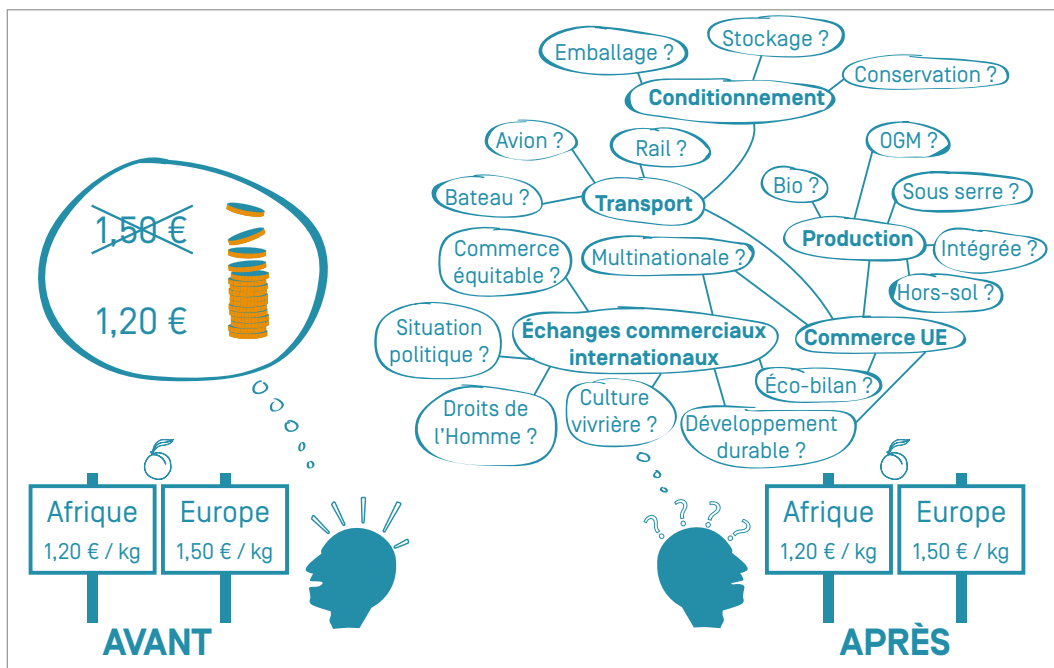 1,50 €
1,20 €
Afrique
1,20 € / kg
Europe
1,50 € / kg
AVANT
Emballage ?
Stockage ?
Conservation ?
Conditionnement
Avion ?
Rail ?
Bateau ?
Transport
OGM ?
Bio ?
Sous serre ?
Production
Intégrée ?
Hors-sol ?
Commerce
équitable ?
Multinationale ?
Situation
politique ?
Échanges commerciaux
internationaux
Commerce UE
Éco-bilan ?
Droits de
l'Homme ?
Culture
vivrière ?
Développement
durable ?
? ? ? ?
Afrique
1,20 € / kg
Europe
1,50 € / kg
APRÈS